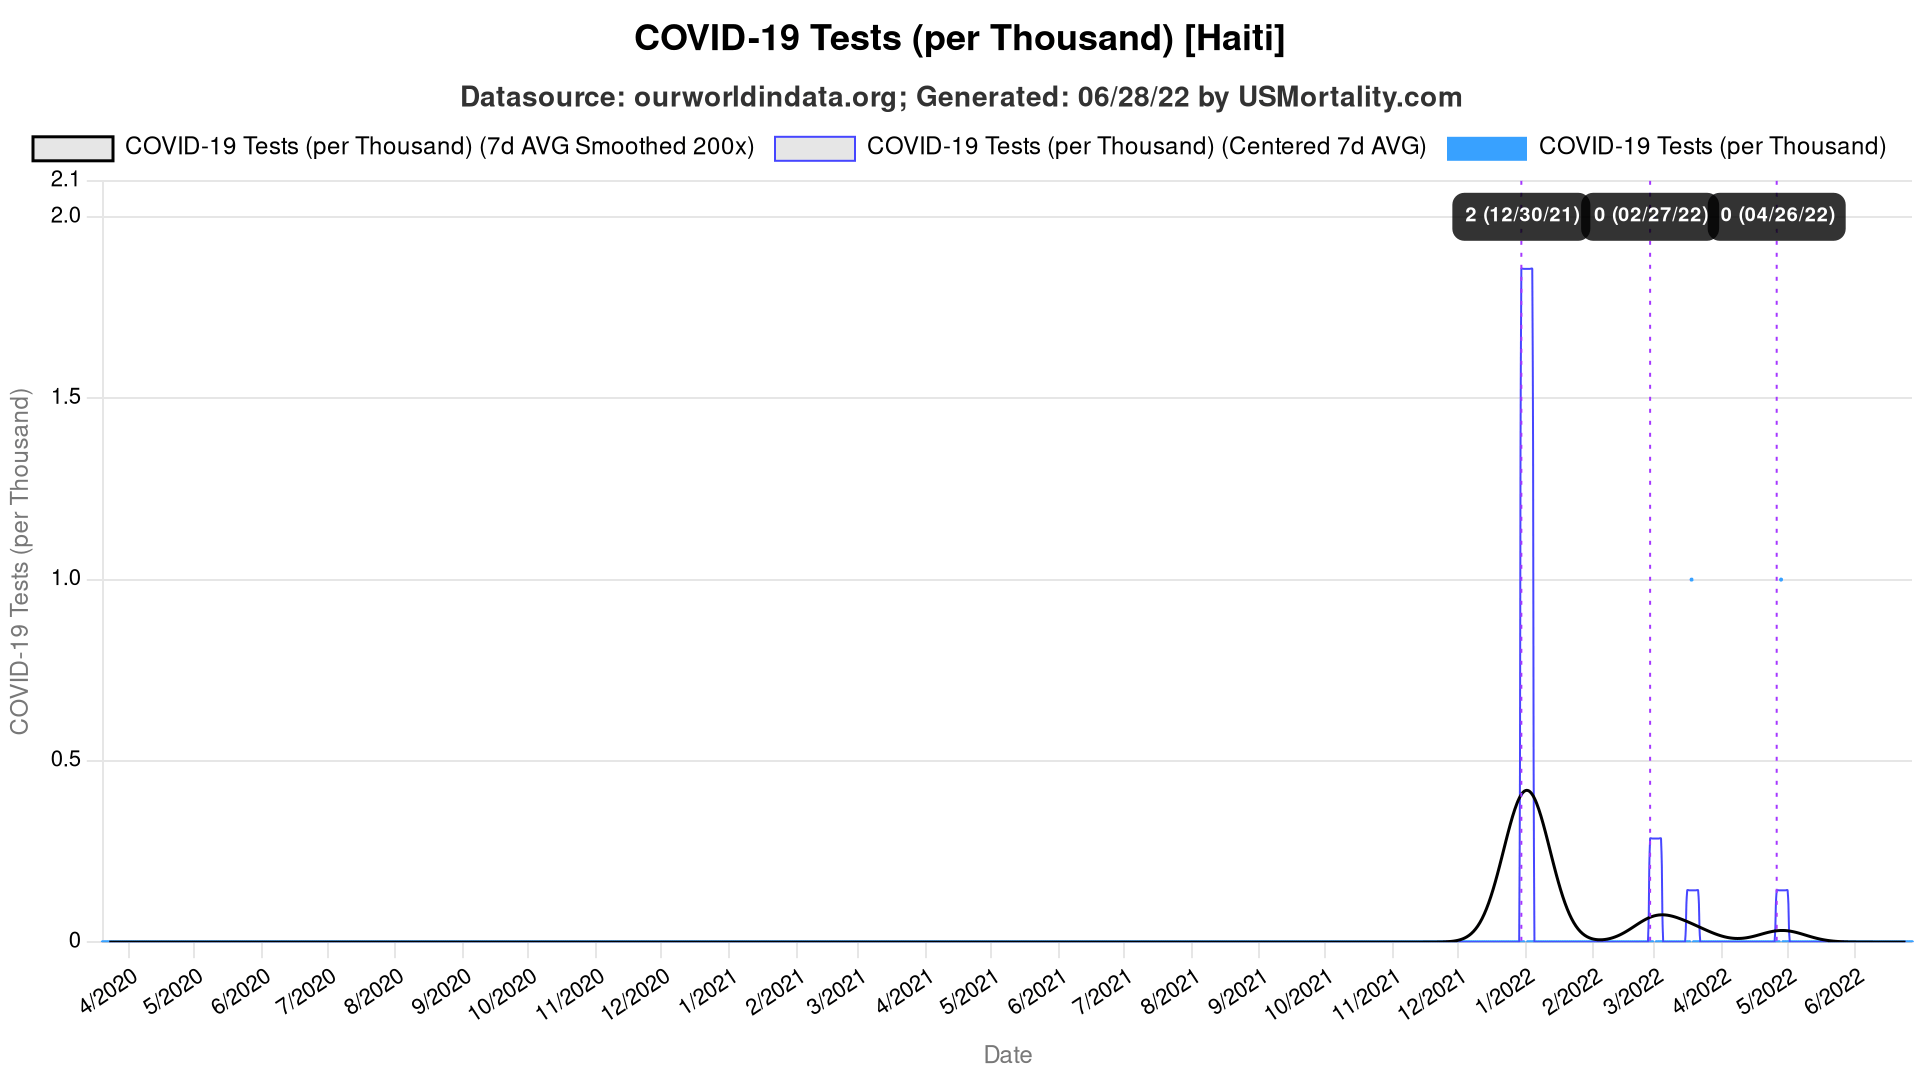 COVID-19 Tests (per Thousand) [Haiti]
Datasource: ourworldindata.org; Generated: 06/28/22 by USMortality.com
COVID-19 Tests (per Thousand) (7d AVG Smoothed 200x) COVID-19 Tests (per Thousand) (Centered 7d AVG) COVID-19 Tests (per Thousand)
2.1
2.0
2 (12/30/21) 0 (02/27/22) 0 (04/26/22)
1.5
1.0
0.5
0
COVID-19 Tests (per Thousand)
4/2020 5/2020 6/2020 7/2020 8/2020 9/2020 10/2020 11/2020 12/2020 1/2021 2/2021 3/2021 4/2021 5/2021 6/2021 7/2021 8/2021 9/2021 10/2021 11/2021 12/2021 1/2022 2/2022 3/2022 4/2022 5/2022 6/2022
Date